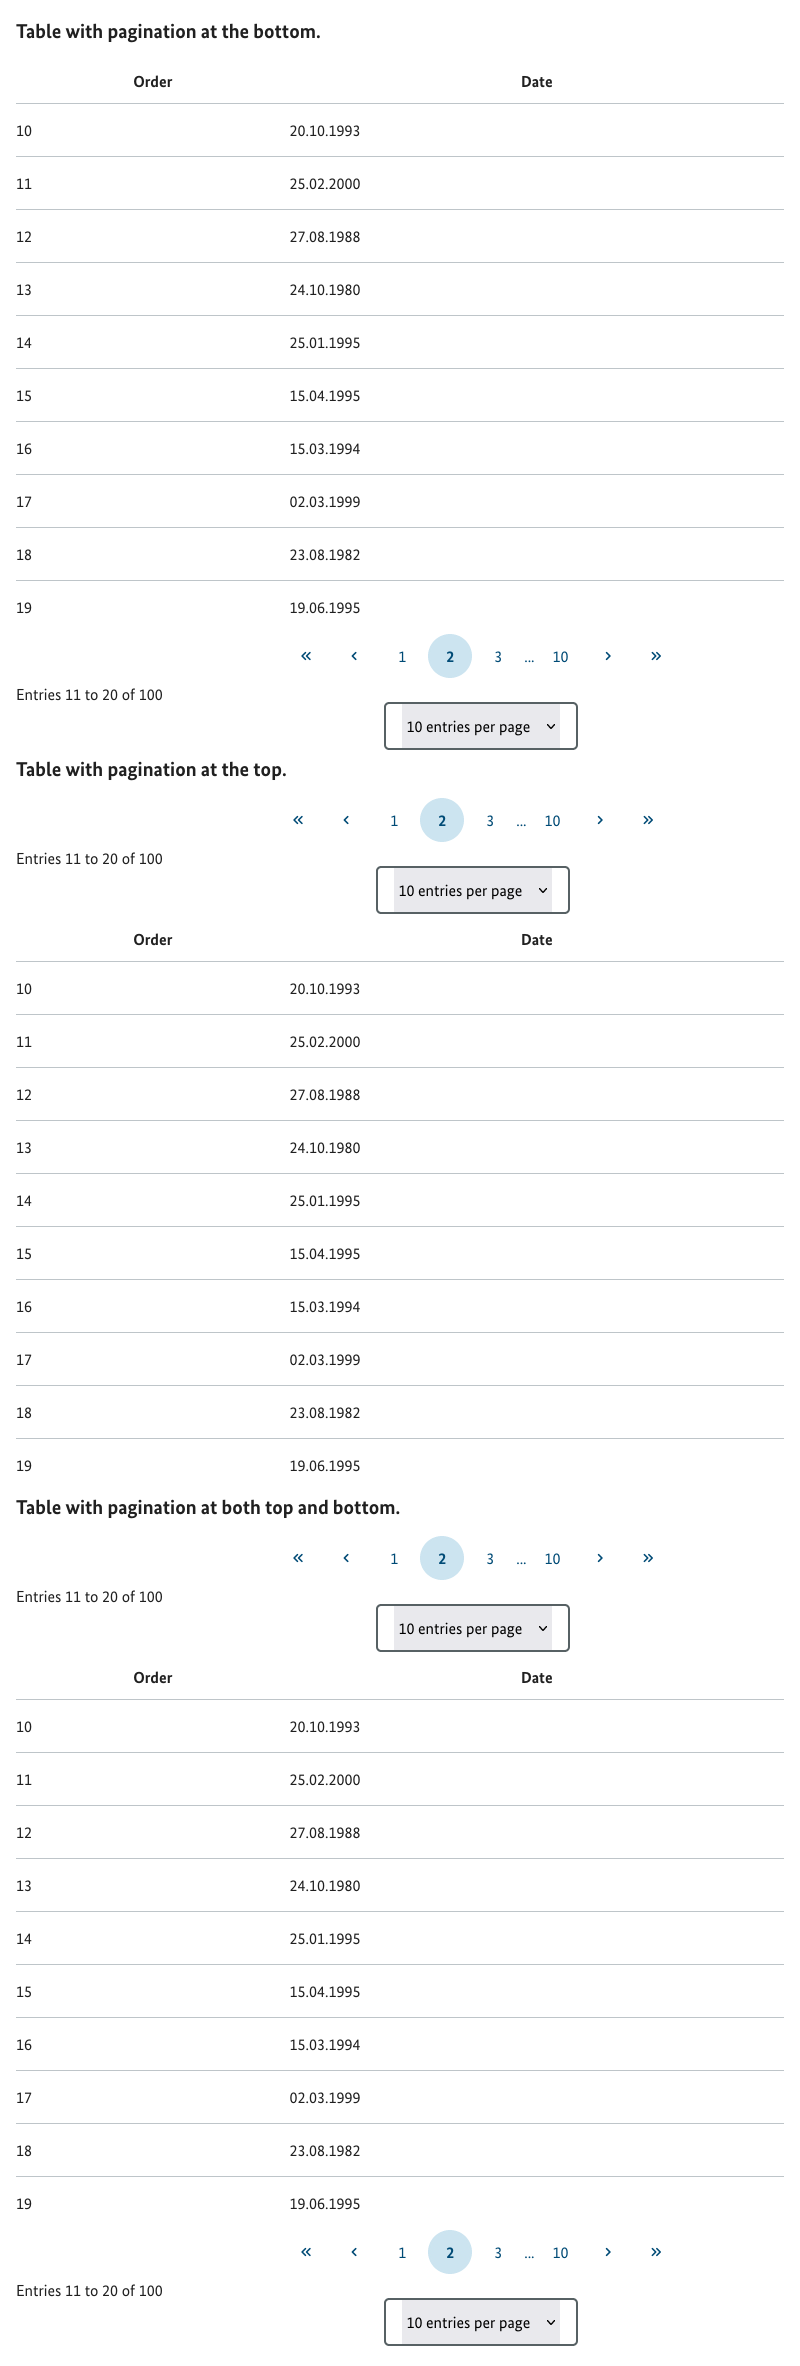 Table with pagination at the bottom.
Order Date
10 20.10.1993
11 25.02.2000
12 27.08.1988
13 24.10.1980
14 25.01.1995
15 15.04.1995
16 15.03.1994
17 02.03.1999
18 23.08.1982
19 19.06.1995
« ‹ 1 2 3 ... 10 › »
Entries 11 to 20 of 100
10 entries per page
Table with pagination at the top.
« ‹ 1 2 3 ... 10 › »
Entries 11 to 20 of 100
10 entries per page
Order Date
10 20.10.1993
11 25.02.2000
12 27.08.1988
13 24.10.1980
14 25.01.1995
15 15.04.1995
16 15.03.1994
17 02.03.1999
18 23.08.1982
19 19.06.1995
Table with pagination at both top and bottom.
« ‹ 1 2 3 ... 10 › »
Entries 11 to 20 of 100
10 entries per page
Order Date
10 20.10.1993
11 25.02.2000
12 27.08.1988
13 24.10.1980
14 25.01.1995
15 15.04.1995
16 15.03.1994
17 02.03.1999
18 23.08.1982
19 19.06.1995
« ‹ 1 2 3 ... 10 › »
Entries 11 to 20 of 100
10 entries per page